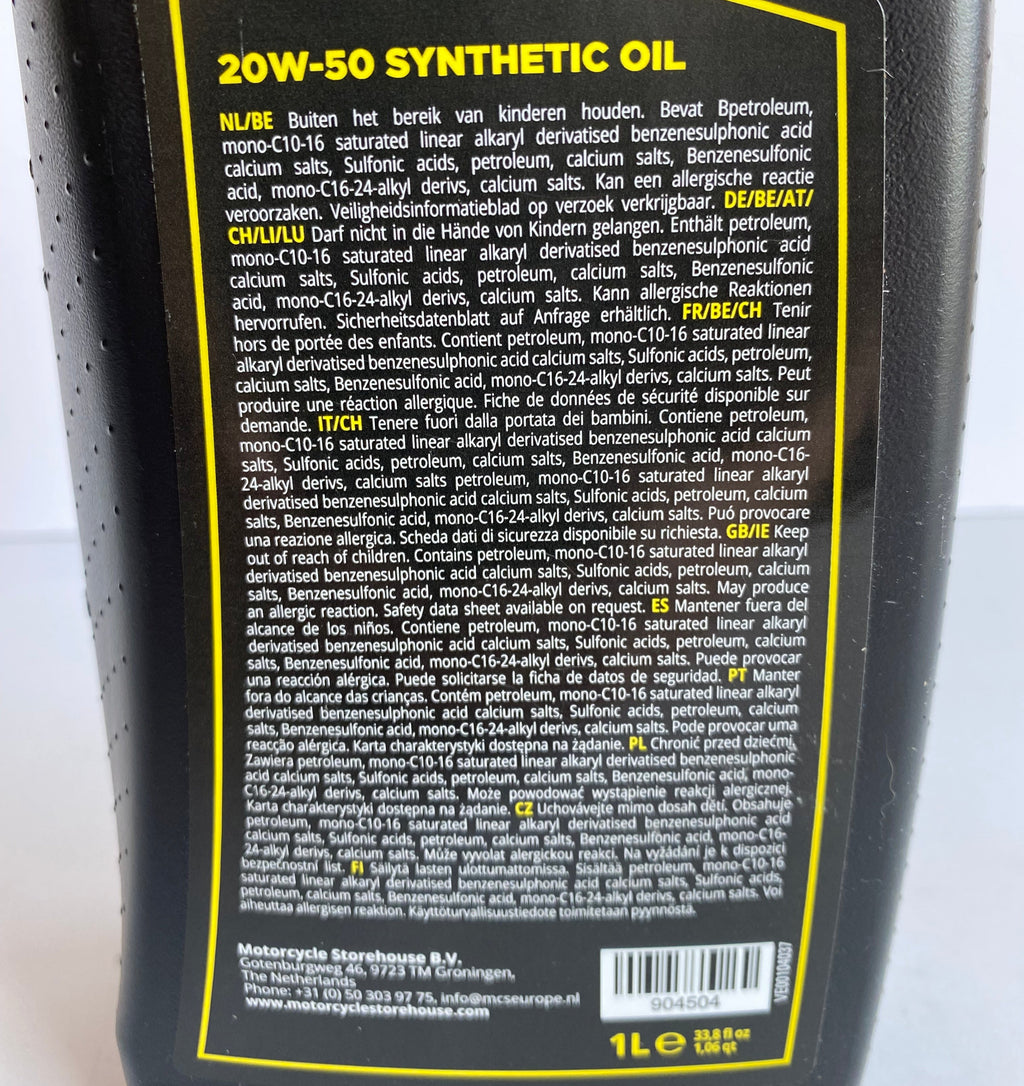 20W-50 SYNTHETIC OIL
NL/BE Buiten het bereik van kinderen houden. Bevat Bpetroleum,
mono-C10-16 saturated linear alkaryl derivatised benzenesulphonic acid
calcium salts, Sulfonic acids, petroleum, calcium salts, Benzenesulfonic
acid, mono-C16-24-alkyl derivs, calcium salts. Kan een allergische reactie
veroorzaken. Veiligheidsinformatieblad op verzoek verkrijgbaar. DE/BE/AT/
CH/LI/LU Darf nicht in die Hände von Kindern gelangen. Enthält petroleum,
mono-C10-16 saturated linear alkaryl derivatised benzenesulphonic acid
calcium salts, Sulfonic acids, petroleum, calcium salts, Benzenesulfonic
acid, mono-C16-24-alkyl derivs, calcium salts. Kann allergische Reaktionen
hervorrufen. Sicherheitsdatenblatt auf Anfrage erhältlich. FR/BE/CH Tenir
hors de portée des enfants. Contient petroleum, mono-C10-16 saturated linear
alkaryl derivatised benzenesulphonic acid calcium salts, Sulfonic acids, petroleum,
calcium salts, Benzenesulfonic acid, mono-C16-24-alkyl derivs, calcium salts. Peut
produire une réaction allergique. Fiche de données de sécurité disponible sur
demande. IT/CH Tenere fuori dalla portata dei bambini. Contiene petroleum,
mono-C10-16 saturated linear alkaryl derivatised benzenesulphonic acid calcium
salts, Sulfonic acids, petroleum, calcium salts, Benzenesulfonic acid, mono-C16-
24-alkyl derivs, calcium salts petroleum, mono-C10-16 saturated linear alkaryl
derivatised benzenesulphonic acid calcium salts, Sulfonic acids, petroleum, calcium
salts, Benzenesulfonic acid, mono-C16-24-alkyl derivs, calcium salts. Puó provocare
una reazione allergica. Scheda dati di sicurezza disponibile su richiesta. GB/IE Keep
out of reach of children. Contains petroleum, mono-C10-16 saturated linear alkaryl
derivatised benzenesulphonic acid calcium salts, Sulfonic acids, petroleum, calcium
salts, Benzenesulfonic acid, mono-C16-24-alkyl derivs, calcium salts. May produce
an allergic reaction. Safety data sheet available on request. ES Mantener fuera del
alcance de los niños. Contiene petroleum, mono-C10-16 saturated linear alkaryl
derivatised benzenesulphonic acid calcium salts, Sulfonic acids, petroleum, calcium
salts, Benzenesulfonic acid, mono-C16-24-alkyl derivs, calcium salts. Puede provocar
una reacción alérgica. Puede solicitarse la ficha de datos de seguridad. PT Manter
fora do alcance das crianças. Contém petroleum, mono-C10-16 saturated linear alkaryl
derivatised benzenesulphonic acid calcium salts, Sulfonic acids, petroleum, calcium
salts, Benzenesulfonic acid, mono-C16-24-alkyl derivs, calcium salts. Pode provocar uma
reacção alérgica. Karta charakterystyki dostępna na żądanie. PL Chronić przed dziećmi.
Zawiera petroleum, mono-C10-16 saturated linear alkaryl derivatised benzenesulphonic
acid calcium salts, Sulfonic acids, petroleum, calcium salts, Benzenesulfonic acid, mono-
C16-24-alkyl derivs, calcium salts. Może powodować wystąpienie reakcji alergicznej.
Karta charakterystyki dostępna na żądanie. CZ Uchovávejte mimo dosah dětí. Obsahuje
petroleum, mono-C10-16 saturated linear alkaryl derivatised benzenesulphonic acid
calcium salts, Sulfonic acids, petroleum, calcium salts, Benzenesulfonic acid, mono-C16-
24-alkyl derivs, calcium salts. Může vyvolat alergickou reakci. Na vyžádání je k dispozici
bezpečnostní list. FI Säilytä lasten ulottumattomissa. Sisältää petroleum, mono-C10-16
saturated linear alkaryl derivatised benzenesulphonic acid calcium salts, Sulfonic acids,
petroleum, calcium salts, Benzenesulfonic acid, mono-C16-24-alkyl derivs, calcium salts. Voi
aiheuttaa allergisen reaktion. Käyttöturvallisuustiedote toimitetaan pyynnöstä.
Motorcycle Storehouse B.V.
Gotenburgweg 46, 9723 TM Groningen,
The Netherlands
Phone: +31 (0) 50 303 97 75, info@mcseurope.nl
www.motorcyclestorehouse.com
904504
VE00104037
1L ℮ 33,8 fl oz
1,06 qt